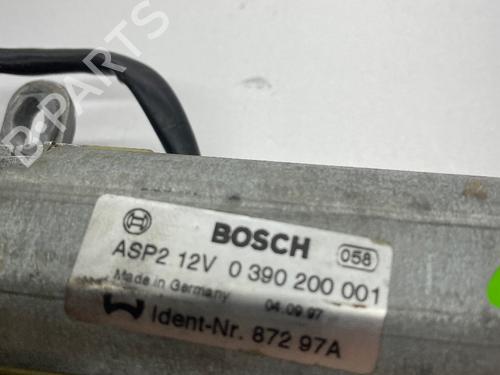 B-PARTS
BOSCH 058
ASP2 12V 0 390 200 001
Made in Germany 04.09.97
Ident-Nr. 872 97A